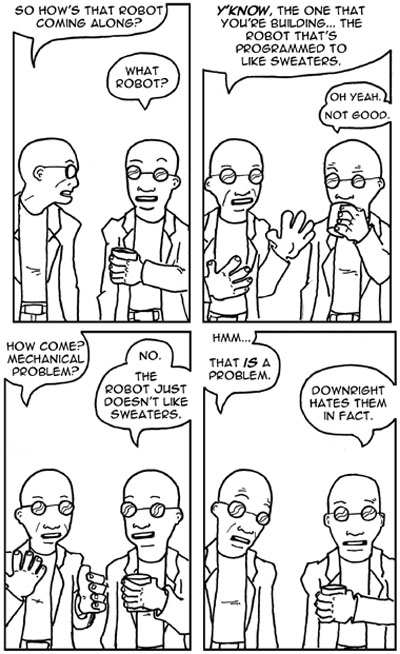 SO HOW'S THAT ROBOT
COMING ALONG?
WHAT
ROBOT?
Y'KNOW, THE ONE THAT
YOU'RE BUILDING... THE
ROBOT THAT'S
PROGRAMMED TO
LIKE SWEATERS.
OH YEAH.
NOT GOOD.
HOW COME?
MECHANICAL
PROBLEM?
NO.
THE
ROBOT JUST
DOESN'T LIKE
SWEATERS.
HMM...
THAT IS A
PROBLEM.
DOWNRIGHT
HATES THEM
IN FACT.